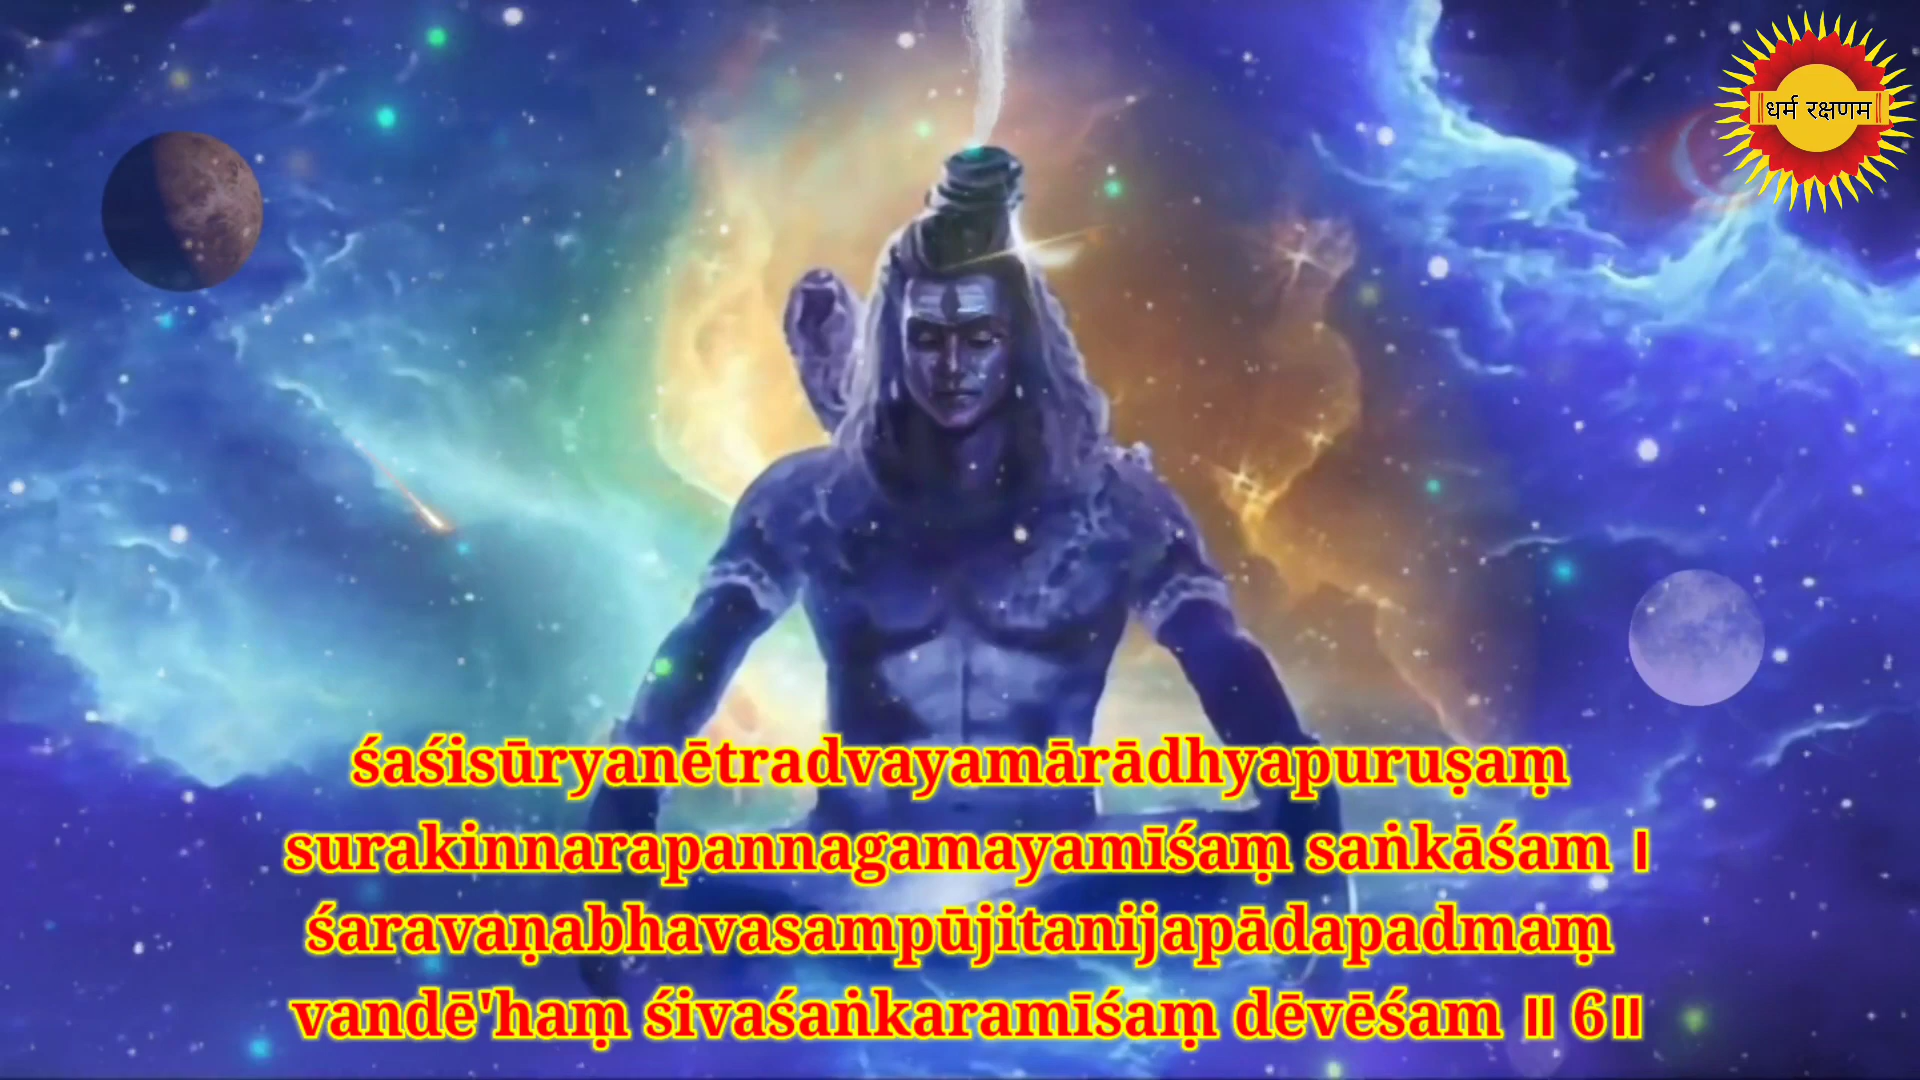 धर्म रक्षणम
śaśisūryanētradvayamārādhyapuruṣaṃ
surakinnarapannagamayamīśaṃ saṅkāśam ।
śaravaṇabhavasampūjitanijapādapadmaṃ
vandē'haṃ śivaśaṅkaramīśaṃ dēvēśam ॥ 6॥